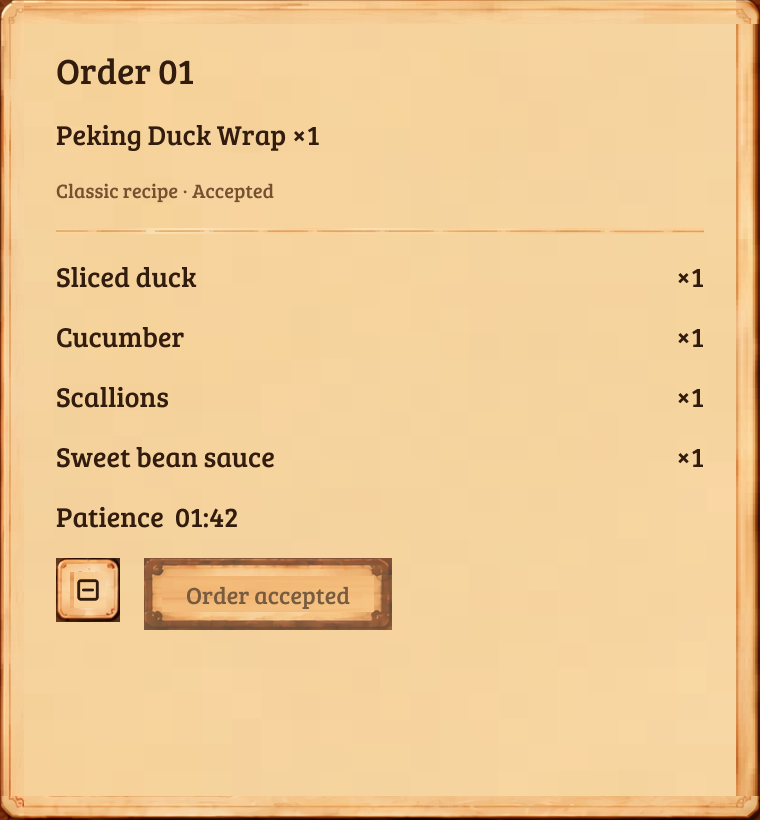 Order 01
Peking Duck Wrap ×1
Classic recipe · Accepted
Sliced duck ×1
Cucumber ×1
Scallions ×1
Sweet bean sauce ×1
Patience 01:42
Order accepted